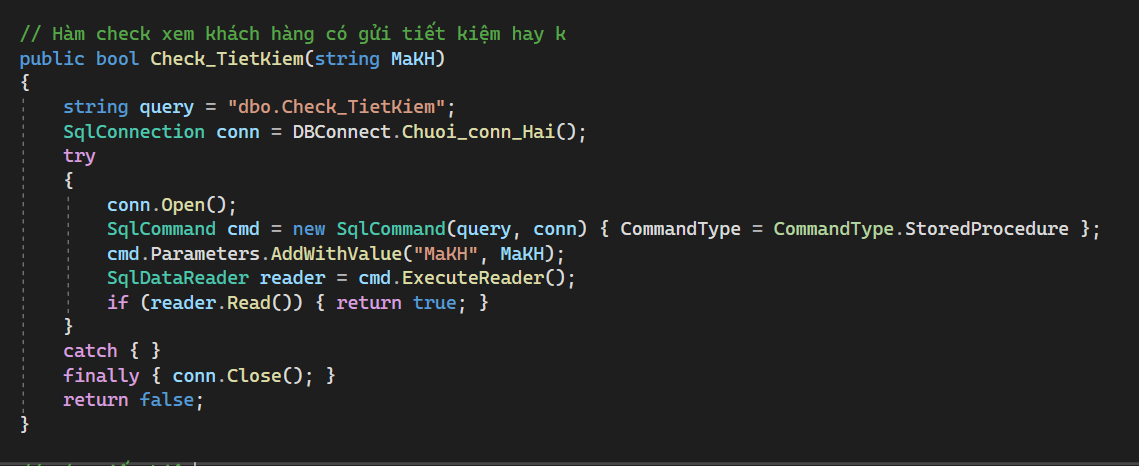 // Hàm check xem khách hàng có gửi tiết kiệm hay k
public bool Check_TietKiem(string MaKH)
{
    string query = "dbo.Check_TietKiem";
    SqlConnection conn = DBConnect.Chuoi_conn_Hai();
    try
    {
        conn.Open();
        SqlCommand cmd = new SqlCommand(query, conn) { CommandType = CommandType.StoredProcedure };
        cmd.Parameters.AddWithValue("MaKH", MaKH);
        SqlDataReader reader = cmd.ExecuteReader();
        if (reader.Read()) { return true; }
    }
    catch { }
    finally { conn.Close(); }
    return false;
}